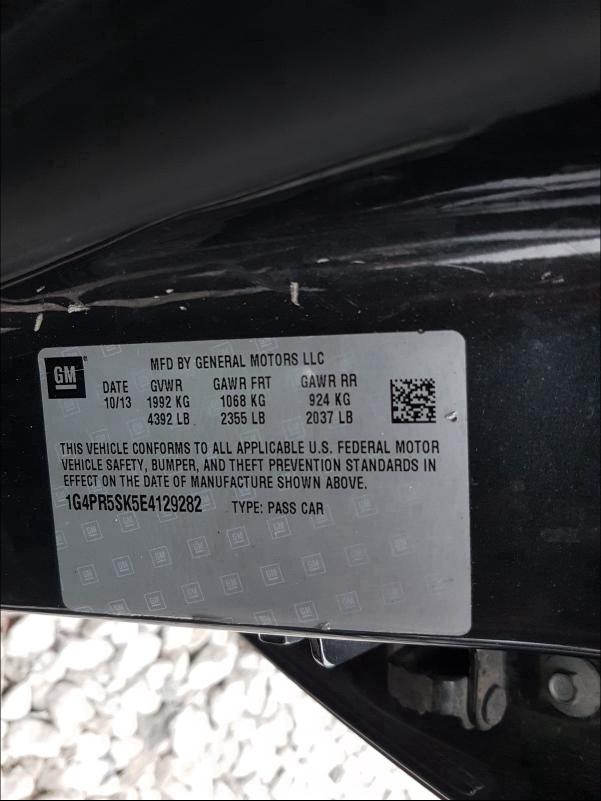 GM
MFD BY GENERAL MOTORS LLC
DATE GVWR GAWR FRT GAWR RR
10/13 1992 KG 1068 KG 924 KG
4392 LB 2355 LB 2037 LB
THIS VEHICLE CONFORMS TO ALL APPLICABLE U.S. FEDERAL MOTOR
VEHICLE SAFETY, BUMPER, AND THEFT PREVENTION STANDARDS IN
EFFECT ON THE DATE OF MANUFACTURE SHOWN ABOVE.
1G4PR5SK5E4129282 TYPE: PASS CAR